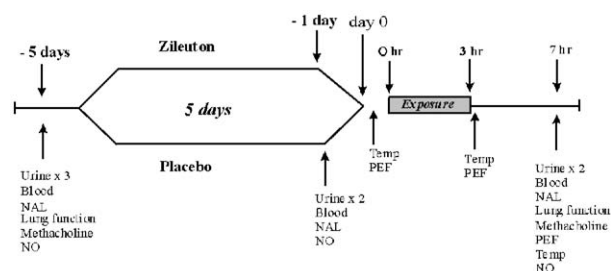 - 1 day
day 0
Zileuton
- 5 days
0 hr
3 hr
7 hr
5 days
Exposure
Placebo
Temp
PEF
Temp
PEF
Urine x 3
Blood
NAL
Lung function
Methacholine
NO
Urine x 2
Blood
NAL
NO
Urine x 2
Blood
NAL
Lung function
Methacholine
PEF
Temp
NO